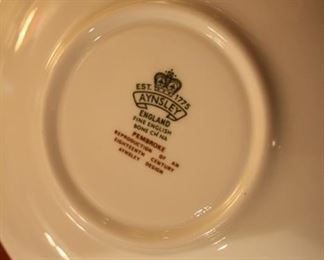 EST. 1775
AYNSLEY
ENGLAND
FINE ENGLISH
BONE CHINA
PEMBROKE
REPRODUCTION OF AN
EIGHTEENTH CENTURY
AYNSLEY DESIGN